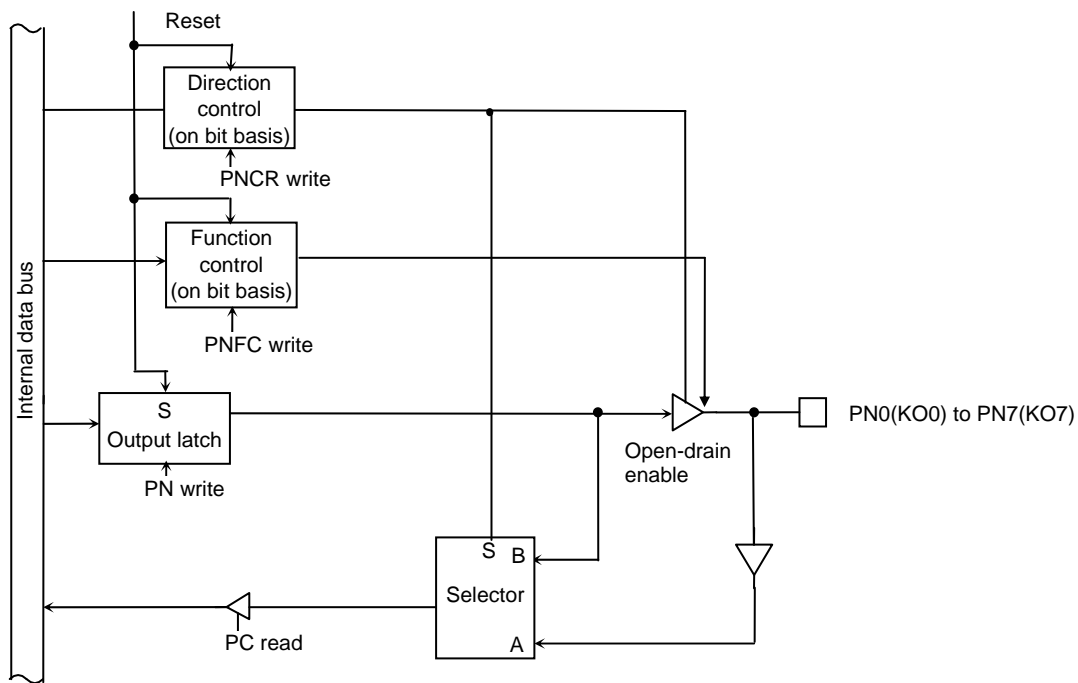 Reset
Direction
control
(on bit basis)
PNCR write
Function
control
(on bit basis)
PNFC write
Internal data bus
S
Output latch
PN write
Open-drain
enable
PN0(KO0) to PN7(KO7)
S
B
Selector
A
PC read